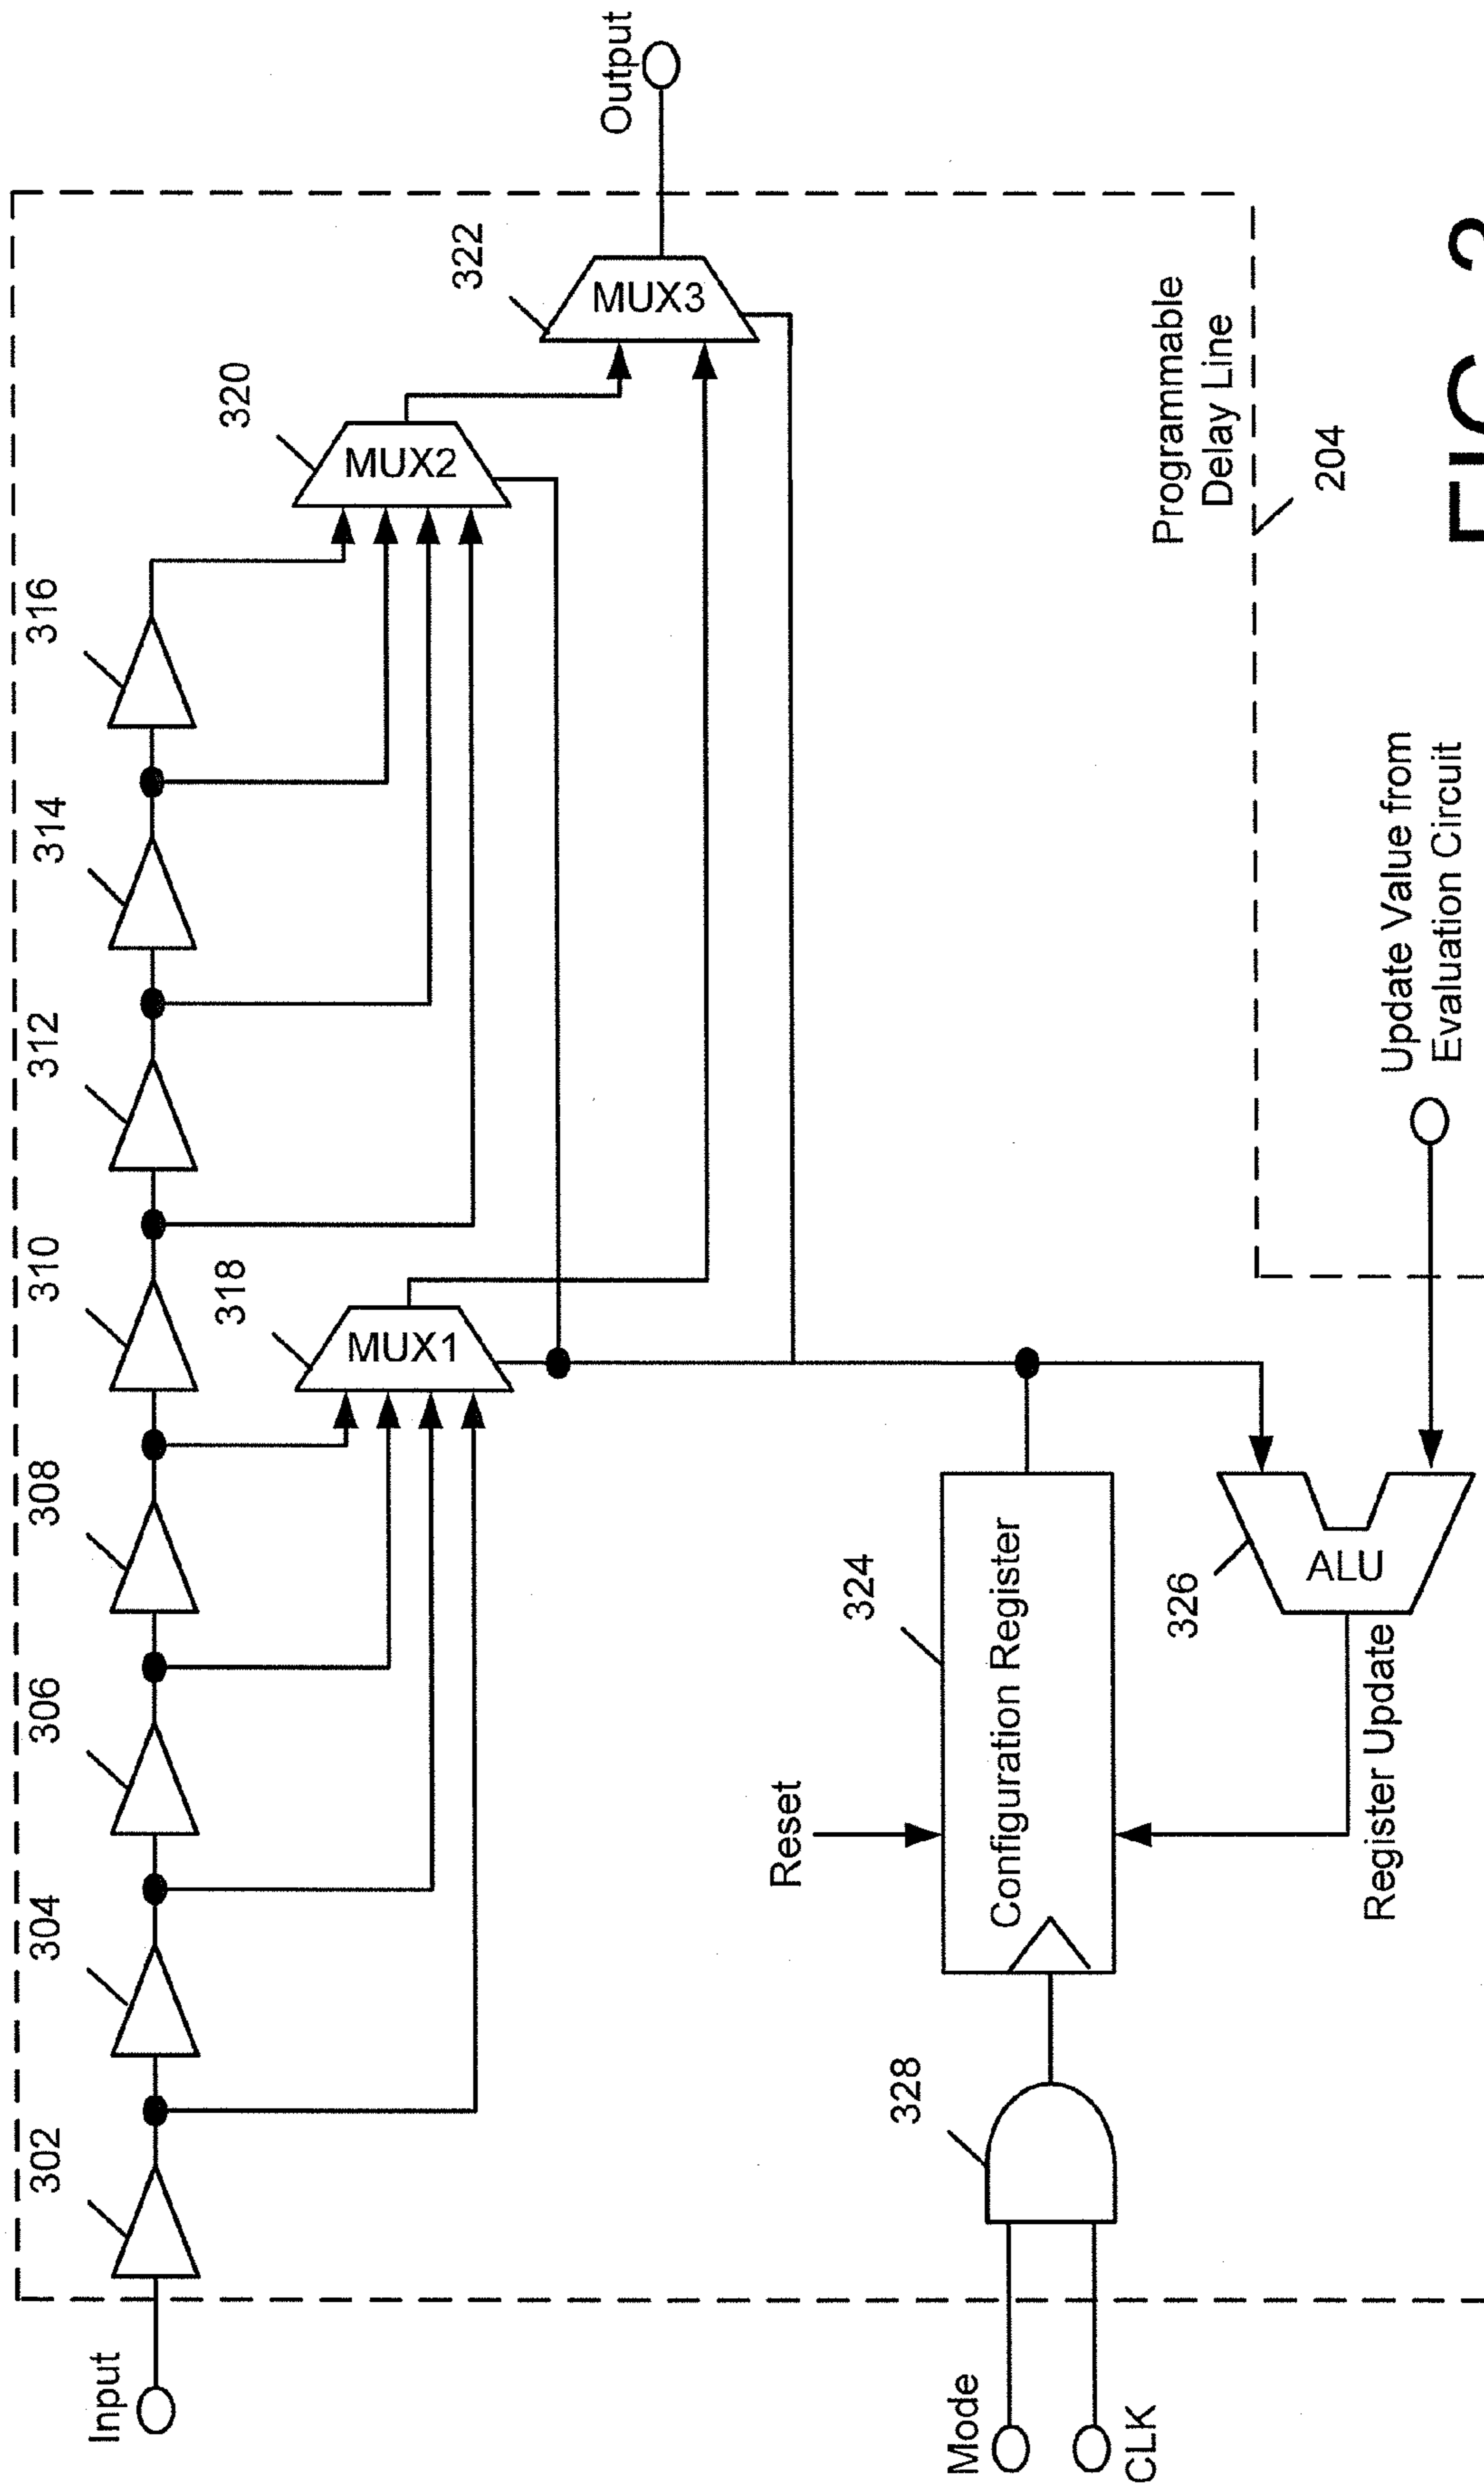 Input
302
304
306
308
310
312
314
316
318
MUX1
320
MUX2
322
MUX3
Output
Programmable
Delay Line
204
Reset
324
Configuration Register
326
ALU
Register Update
Update Value from
Evaluation Circuit
328
Mode
CLK